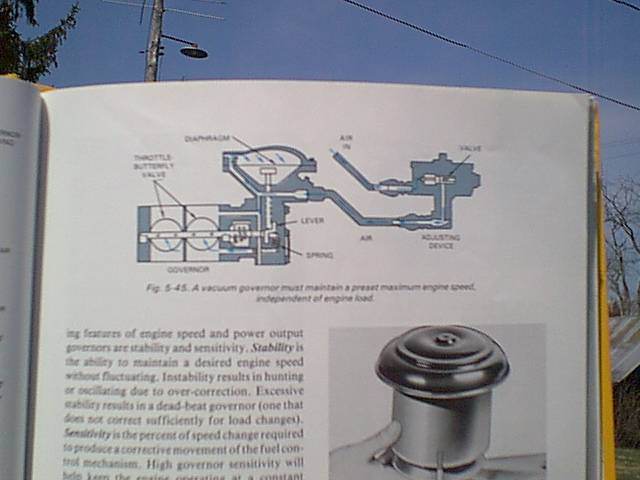 DIAPHRAGM
AIR
IN
VALVE
THROTTLE-
BUTTERFLY
VALVE
LEVER
SPRING
AIR
ADJUSTING
DEVICE
GOVERNOR
Fig. 5-45. A vacuum governor must maintain a preset maximum engine speed,
independent of engine load.
ing features of engine speed and power output
governors are stability and sensitivity. Stability is
the ability to maintain a desired engine speed
without fluctuating. Instability results in hunting
or oscillating due to over-correction. Excessive
stability results in a dead-beat governor (one that
does not correct sufficiently for load changes).
Sensitivity is the percent of speed change required
to produce a corrective movement of the fuel con-
trol mechanism. High governor sensitivity will
help keep the engine operating at a constant